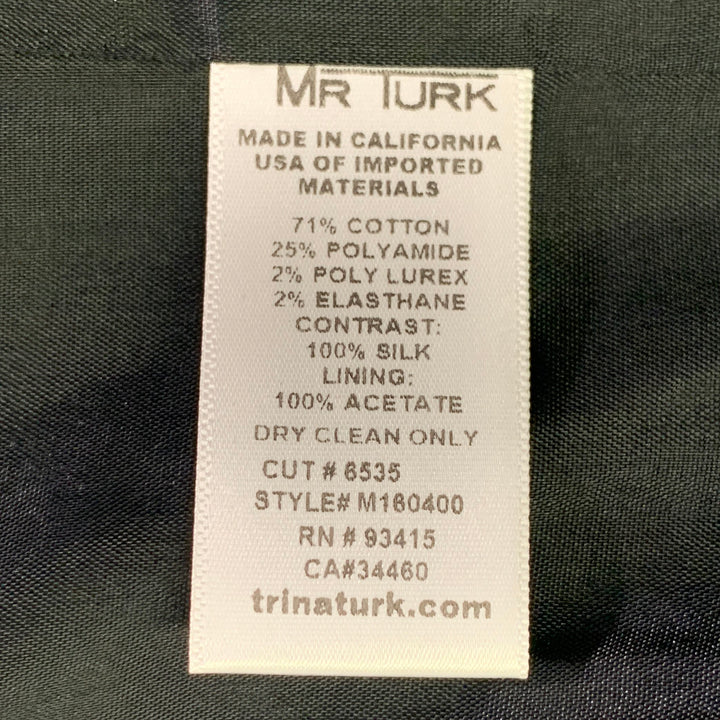 MR TURK
MADE IN CALIFORNIA
USA OF IMPORTED
MATERIALS
71% COTTON
25% POLYAMIDE
2% POLY LUREX
2% ELASTHANE
CONTRAST:
100% SILK
LINING:
100% ACETATE
DRY CLEAN ONLY
CUT # 6535
STYLE# M160400
RN # 93415
CA#34460
trinaturk.com